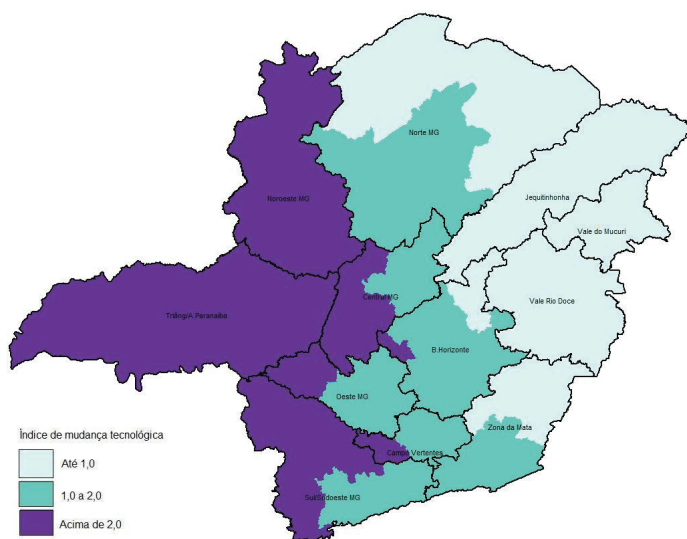 Norte MG
Jequitinhonha
Noroeste MG
Vale do Mucuri
Central MG
Vale Rio Doce
Triâng/A.Paranaíba
B.Horizonte
Oeste MG
Zona da Mata
Campo Vertentes
Sul/Sudoeste MG
Índice de mudança tecnológica
Até 1,0
1,0 a 2,0
Acima de 2,0